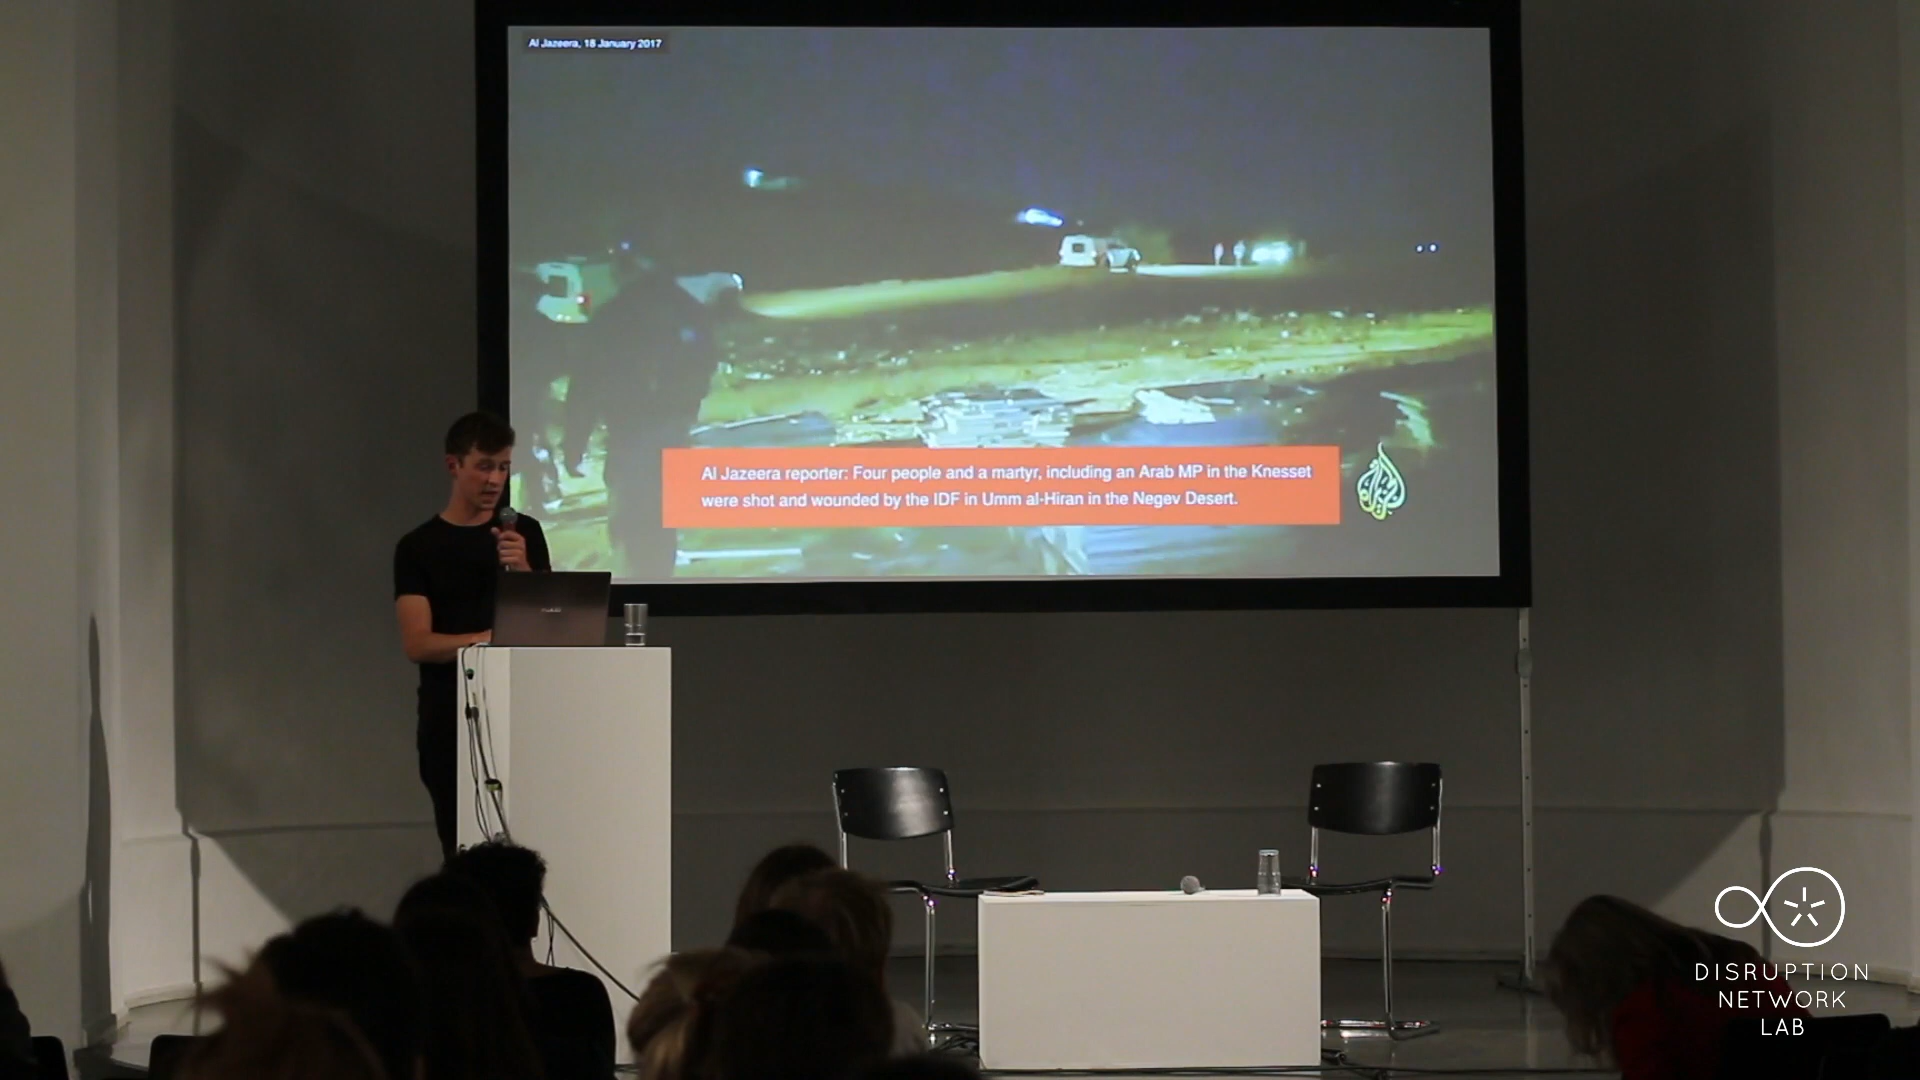 Al Jazeera, 18 January 2017
Al Jazeera reporter: Four people and a martyr, including an Arab MP in the Knesset
were shot and wounded by the IDF in Umm al-Hiran in the Negev Desert.
DISRUPTION
NETWORK
LAB